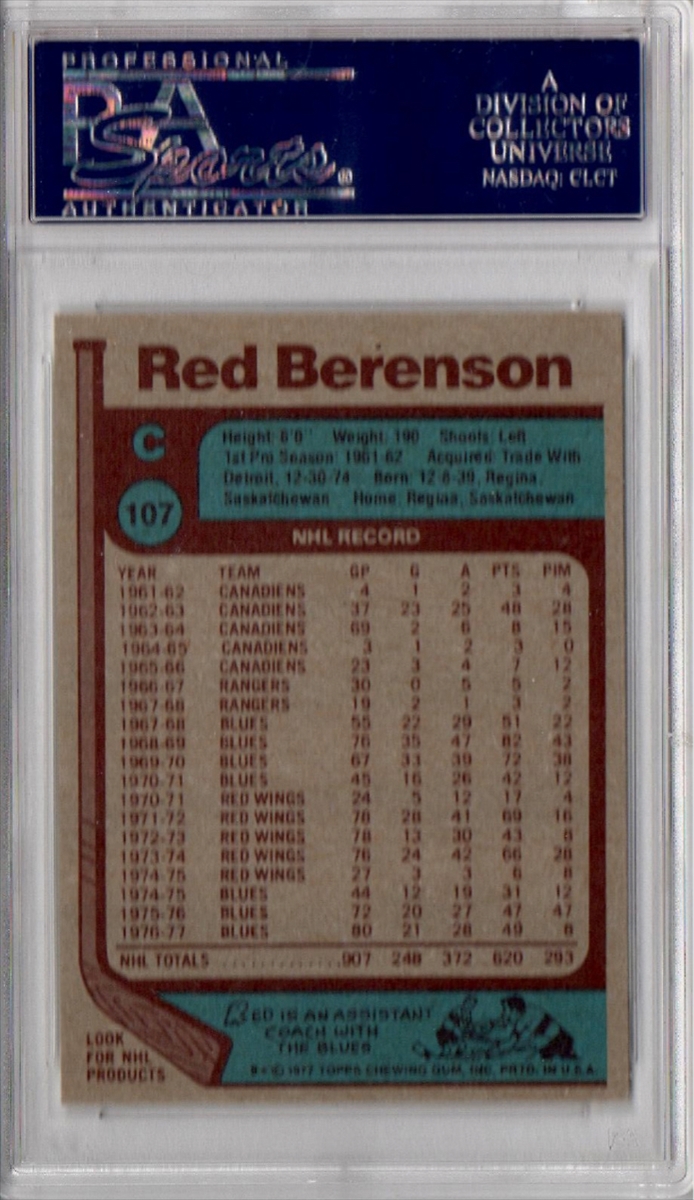 PROFESSIONAL
PSA
Sports®
AUTHENTICATOR
A
DIVISION OF
COLLECTORS
UNIVERSE
NASDAQ: CLCT
Red Berenson
C
107
Height: 6'0" Weight: 190 Shoots: Left
1st Pro Season: 1961-62 Acquired: Trade With
Detroit, 12-30-74 Born: 12-8-39, Regina,
Saskatchewan Home: Regina, Saskatchewan
NHL RECORD
YEAR TEAM GP G A PTS PIM
1961-62 CANADIENS 4 1 2 3 4
1962-63 CANADIENS 37 23 25 48 28
1963-64 CANADIENS 69 2 6 8 15
1964-65 CANADIENS 3 1 2 3 0
1965-66 CANADIENS 23 3 4 7 12
1966-67 RANGERS 30 0 5 5 2
1967-68 RANGERS 19 2 1 3 2
1967-68 BLUES 55 22 29 51 22
1968-69 BLUES 76 35 47 82 43
1969-70 BLUES 67 33 39 72 38
1970-71 BLUES 45 16 26 42 12
1970-71 RED WINGS 24 5 12 17 4
1971-72 RED WINGS 78 28 41 69 16
1972-73 RED WINGS 78 13 30 43 8
1973-74 RED WINGS 76 24 42 66 28
1974-75 RED WINGS 27 3 3 6 8
1974-75 BLUES 44 12 19 31 12
1975-76 BLUES 72 20 27 47 47
1976-77 BLUES 80 21 28 49 8
NHL TOTALS ..............907 248 372 620 293
RED IS AN ASSISTANT
COACH WITH
THE BLUES
LOOK
FOR NHL
PRODUCTS
© 1977 TOPPS CHEWING GUM, INC. PRTD. IN U.S.A.